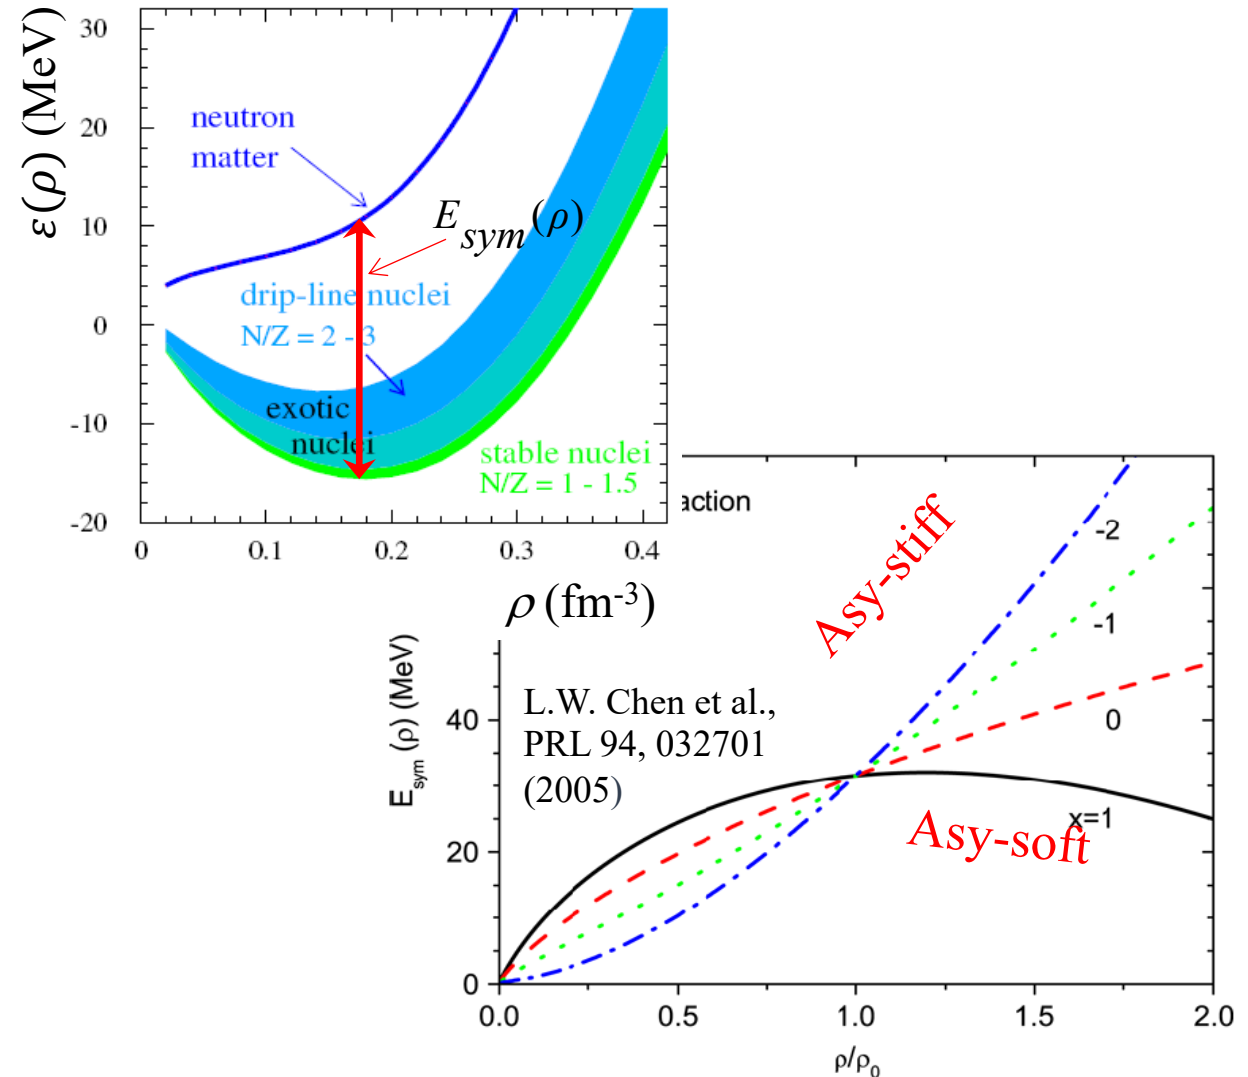 ε(ρ) (MeV)
30
20
10
0
-10
-20
neutron
matter
E_sym(ρ)
drip-line nuclei
N/Z = 2 - 3
exotic
nuclei
stable nuclei
N/Z = 1 - 1.5
0 0.1 0.2 0.3 0.4
ρ (fm⁻³)
action
Asy-stiff
-2
-1
0
x=1
Asy-soft
L.W. Chen et al.,
PRL 94, 032701
(2005)
E_sym (ρ) (MeV)
40
20
0
0.0 0.5 1.0 1.5 2.0
ρ/ρ₀